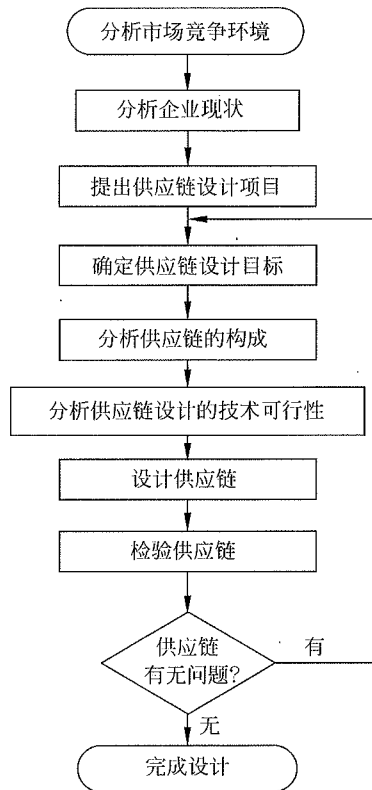 分析市场竞争环境
分析企业现状
提出供应链设计项目
确定供应链设计目标
分析供应链的构成
分析供应链设计的技术可行性
设计供应链
检验供应链
供应链
有无问题?
有
无
完成设计